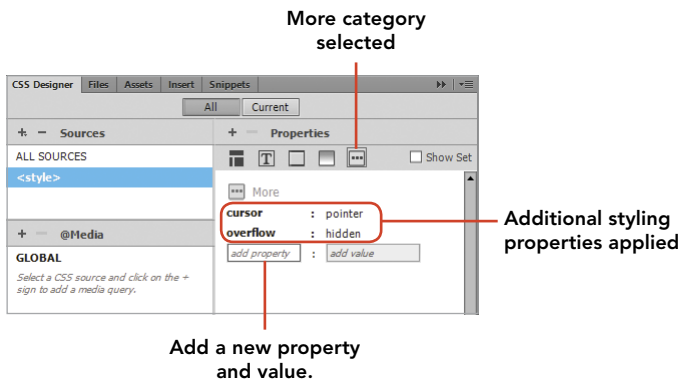 More category
selected
CSS Designer Files Assets Insert Snippets
All Current
+ - Sources
+ - Properties
ALL SOURCES
<style>
T Show Set
More
cursor : pointer
overflow : hidden
add property : add value
Additional styling
properties applied
+ - @Media
GLOBAL
Select a CSS source and click on the +
sign to add a media query.
Add a new property
and value.